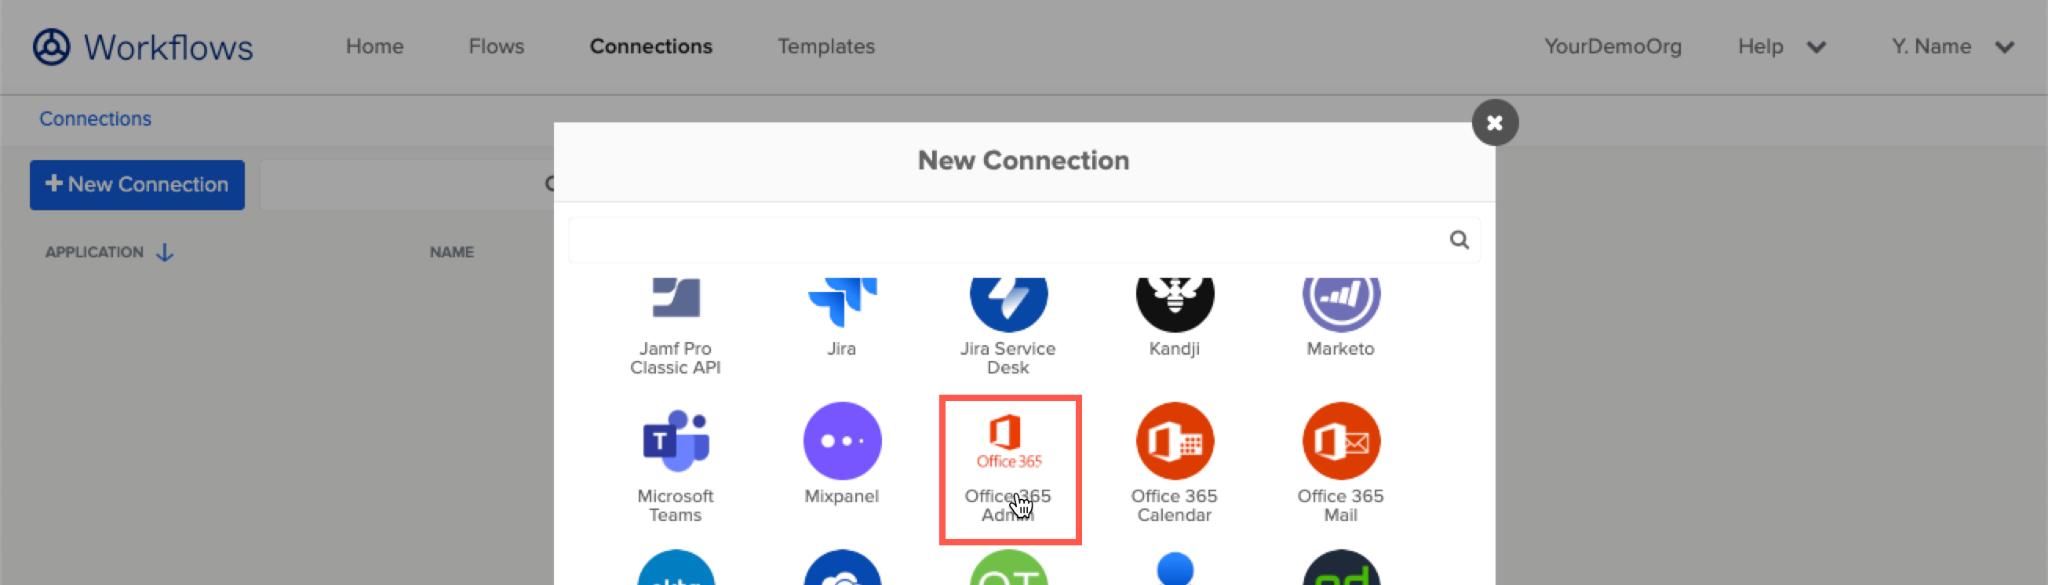 Workflows
Home
Flows
Connections
Templates
YourDemoOrg
Help
Y. Name
Connections
New Connection
New Connection
APPLICATION
NAME
Jamf Pro
Classic API
Jira
Jira Service
Desk
Kandji
Marketo
T
Microsoft
Teams
Mixpanel
Office 365
Office 365
Admin
Office 365
Calendar
Office 365
Mail